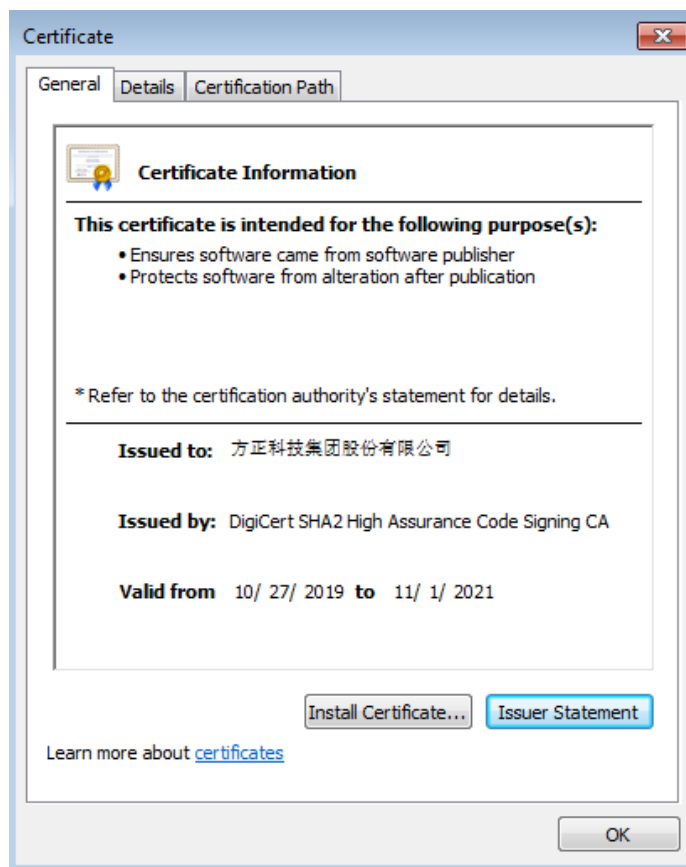 Certificate
General Details Certification Path
Certificate Information
This certificate is intended for the following purpose(s):
• Ensures software came from software publisher
• Protects software from alteration after publication
* Refer to the certification authority's statement for details.
Issued to: 方正科技集团股份有限公司
Issued by: DigiCert SHA2 High Assurance Code Signing CA
Valid from 10/ 27/ 2019 to 11/ 1/ 2021
Install Certificate... Issuer Statement
Learn more about certificates
OK